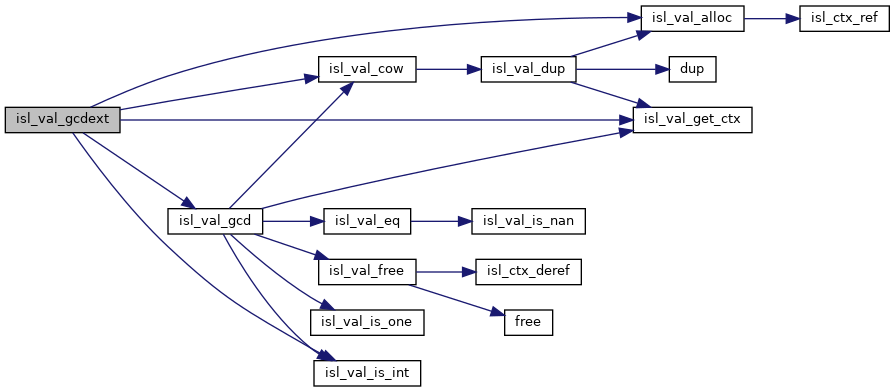 isl_val_alloc
isl_ctx_ref
isl_val_cow
isl_val_dup
dup
isl_val_gcdext
isl_val_get_ctx
isl_val_gcd
isl_val_eq
isl_val_is_nan
isl_val_free
isl_ctx_deref
isl_val_is_one
free
isl_val_is_int